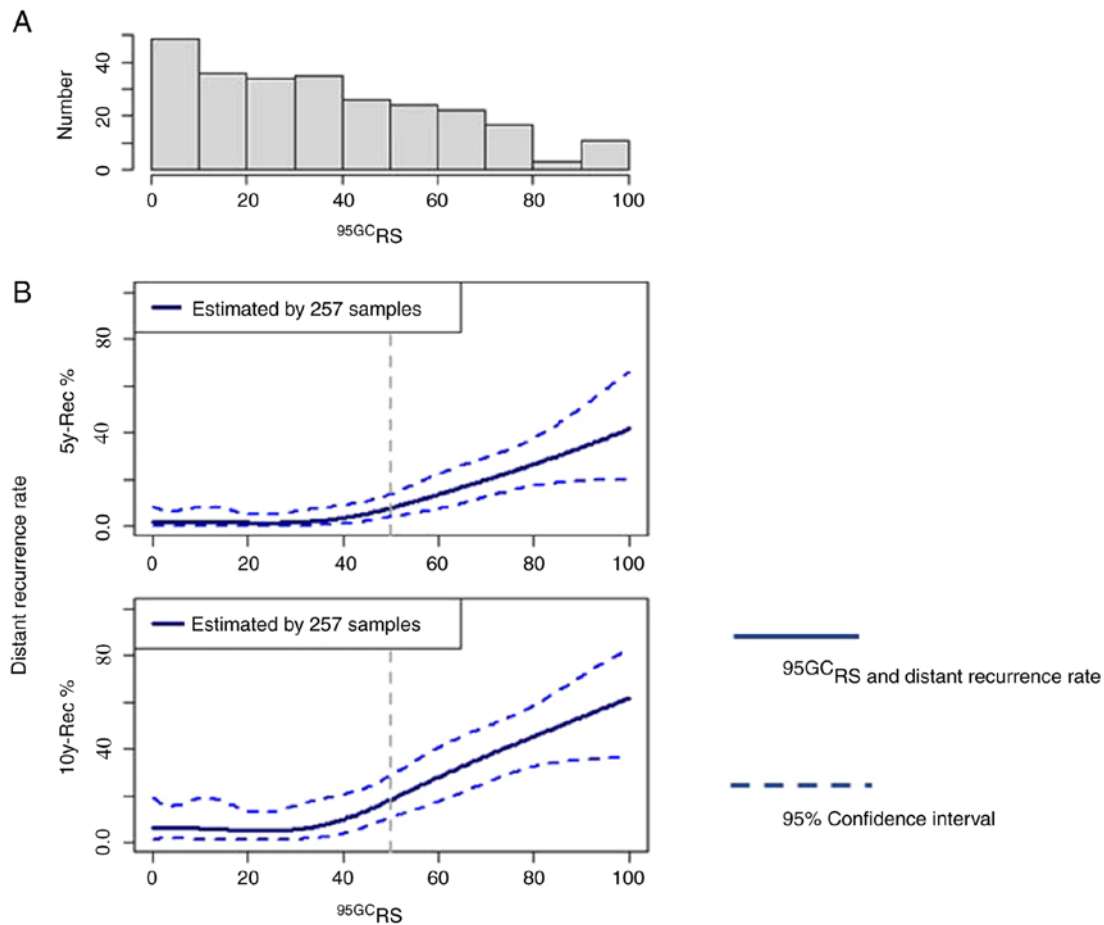 A
Number
0
20
40
0
20
40
60
80
100
95GCRS
B
Distant recurrence rate
Estimated by 257 samples
5y-Rec %
0.0
40
80
0
20
40
60
80
100
Estimated by 257 samples
10y-Rec %
0.0
40
80
0
20
40
60
80
100
95GCRS
95GCRS and distant recurrence rate
95% Confidence interval